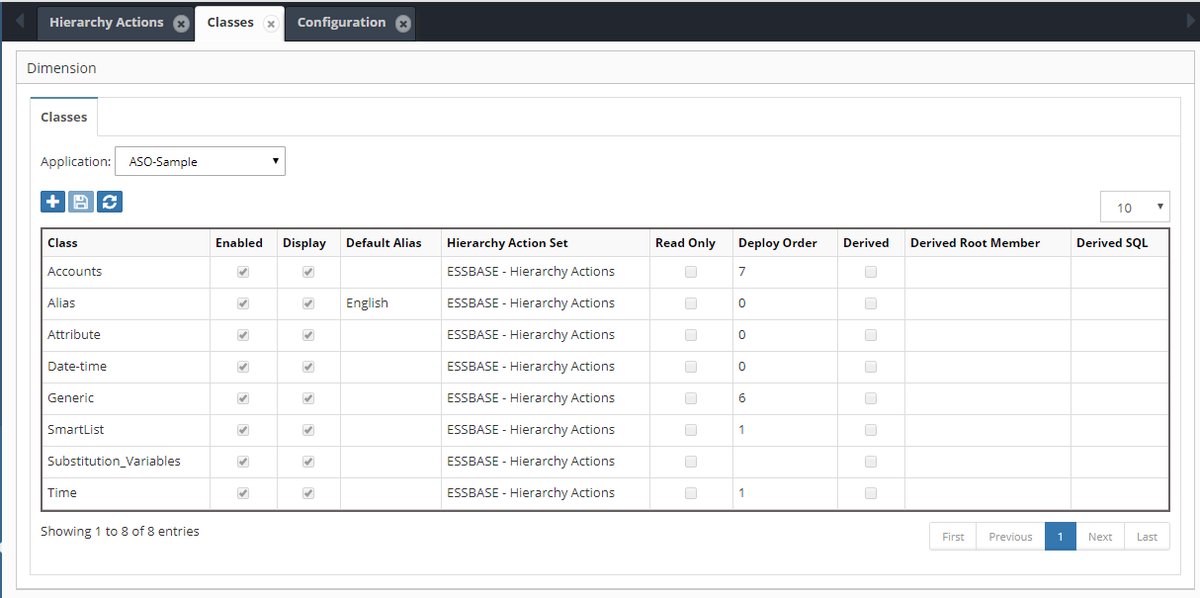 Hierarchy Actions Classes Configuration
Dimension
Classes
Application: ASO-Sample
10
Class Enabled Display Default Alias Hierarchy Action Set Read Only Deploy Order Derived Derived Root Member Derived SQL
Accounts ESSBASE - Hierarchy Actions 7
Alias English ESSBASE - Hierarchy Actions 0
Attribute ESSBASE - Hierarchy Actions 0
Date-time ESSBASE - Hierarchy Actions 0
Generic ESSBASE - Hierarchy Actions 6
SmartList ESSBASE - Hierarchy Actions 1
Substitution_Variables ESSBASE - Hierarchy Actions
Time ESSBASE - Hierarchy Actions 1
Showing 1 to 8 of 8 entries
First Previous 1 Next Last